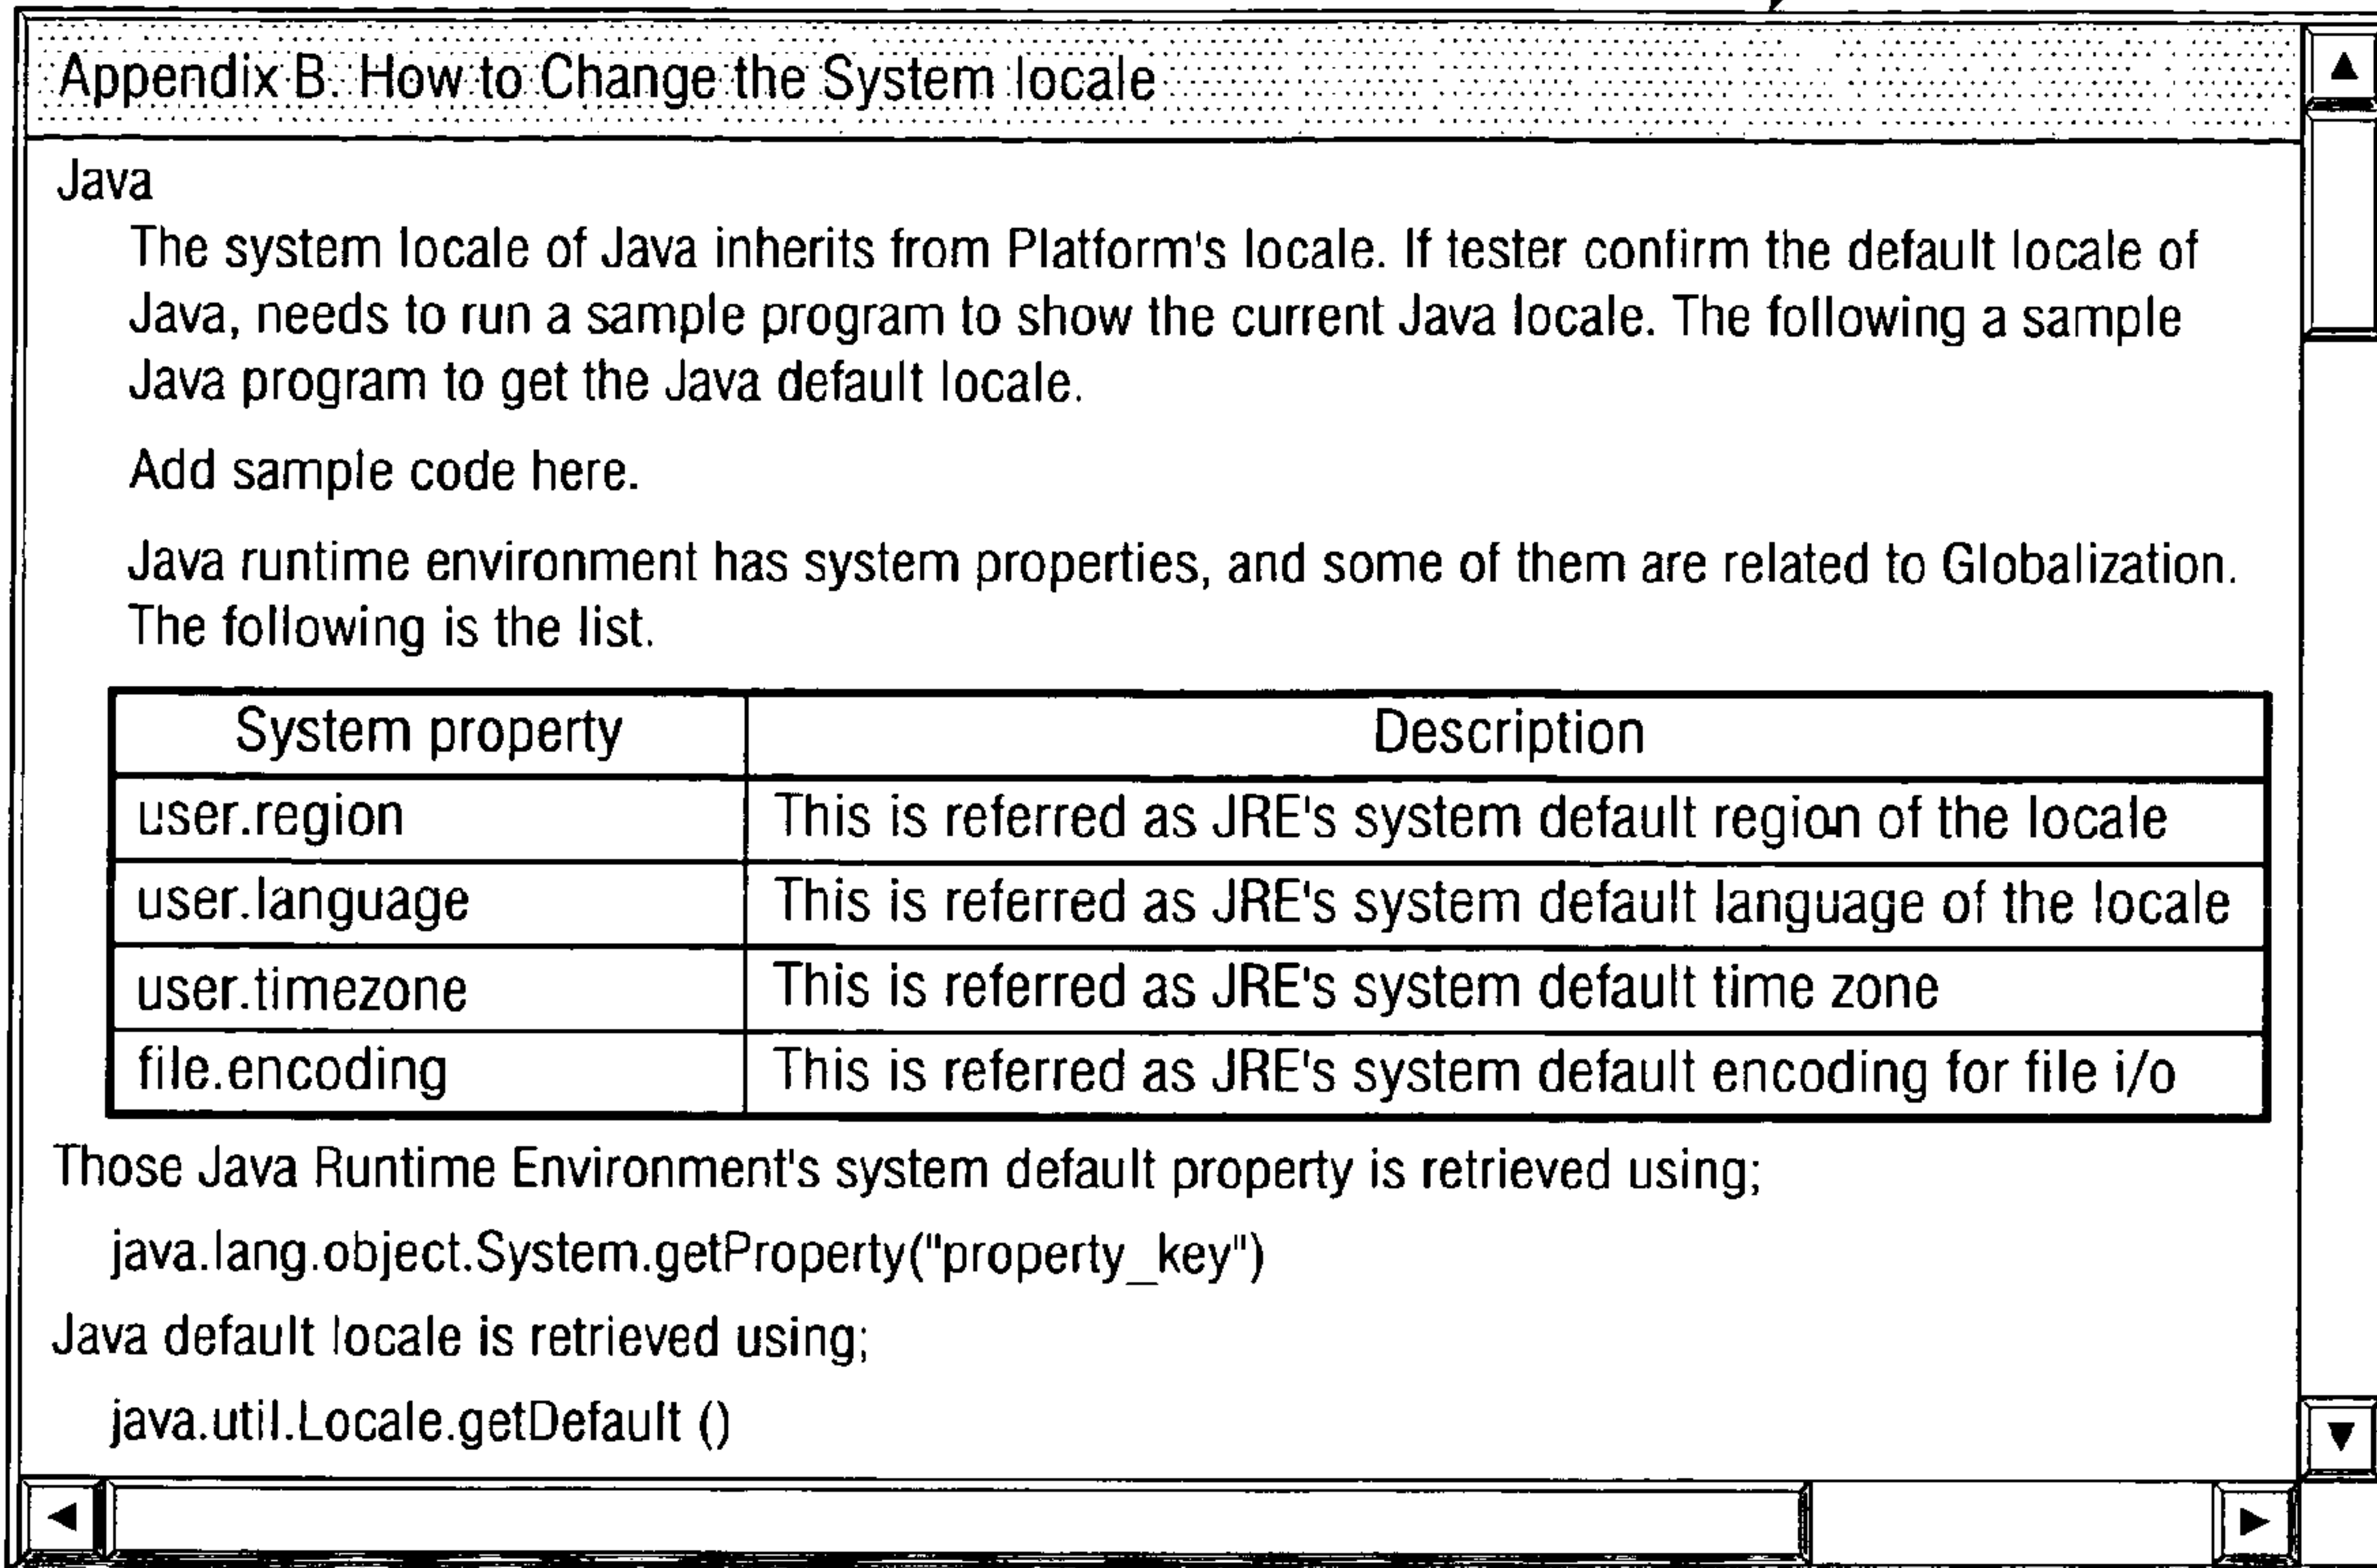 Appendix B. How to Change the System locale
Java
The system locale of Java inherits from Platform's locale. If tester confirm the default locale of
Java, needs to run a sample program to show the current Java locale. The following a sample
Java program to get the Java default locale.
Add sample code here.
Java runtime environment has system properties, and some of them are related to Globalization.
The following is the list.
System property Description
user.region This is referred as JRE's system default region of the locale
user.language This is referred as JRE's system default language of the locale
user.timezone This is referred as JRE's system default time zone
file.encoding This is referred as JRE's system default encoding for file i/o
Those Java Runtime Environment's system default property is retrieved using;
java.lang.object.System.getProperty("property_key")
Java default locale is retrieved using;
java.util.Locale.getDefault ()